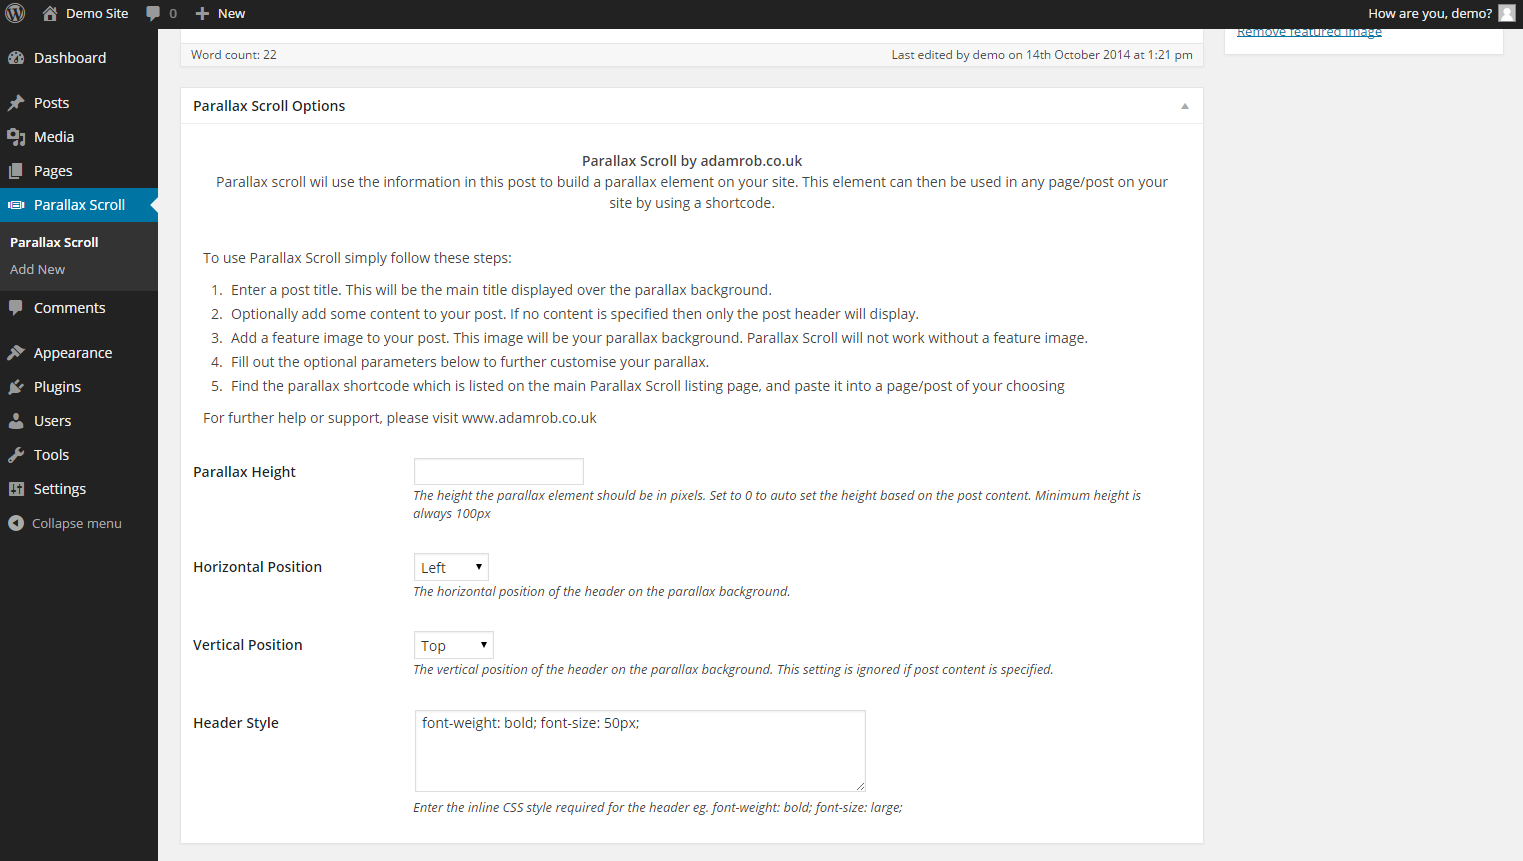 Demo Site 0 New How are you, demo?
Dashboard
Posts
Media
Pages
Parallax Scroll
Parallax Scroll
Add New
Comments
Appearance
Plugins
Users
Tools
Settings
Collapse menu
Word count: 22 Last edited by demo on 14th October 2014 at 1:21 pm
Remove featured image
Parallax Scroll Options
Parallax Scroll by adamrob.co.uk
Parallax scroll wil use the information in this post to build a parallax element on your site. This element can then be used in any page/post on your
site by using a shortcode.
To use Parallax Scroll simply follow these steps:
1. Enter a post title. This will be the main title displayed over the parallax background.
2. Optionally add some content to your post. If no content is specified then only the post header will display.
3. Add a feature image to your post. This image will be your parallax background. Parallax Scroll will not work without a feature image.
4. Fill out the optional parameters below to further customise your parallax.
5. Find the parallax shortcode which is listed on the main Parallax Scroll listing page, and paste it into a page/post of your choosing
For further help or support, please visit www.adamrob.co.uk
Parallax Height
The height the parallax element should be in pixels. Set to 0 to auto set the height based on the post content. Minimum height is
always 100px
Horizontal Position Left
The horizontal position of the header on the parallax background.
Vertical Position Top
The vertical position of the header on the parallax background. This setting is ignored if post content is specified.
Header Style font-weight: bold; font-size: 50px;
Enter the inline CSS style required for the header eg. font-weight: bold; font-size: large;